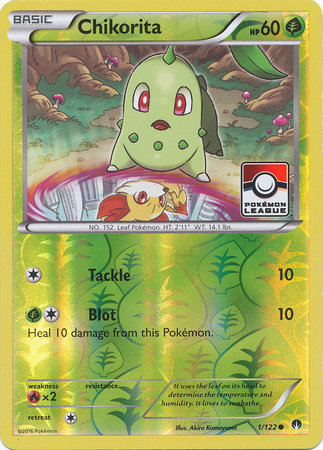 BASIC
Chikorita HP60
POKÉMON
LEAGUE
NO. 152 Leaf Pokémon HT: 2'11" WT: 14.1 lbs.
Tackle 10
Blot 10
Heal 10 damage from this Pokémon.
weakness resistance
×2
retreat
It uses the leaf on its head to
determine the temperature and
humidity. It loves to sunbathe.
©2016 Pokémon Illus. Akira Komayama 1/122